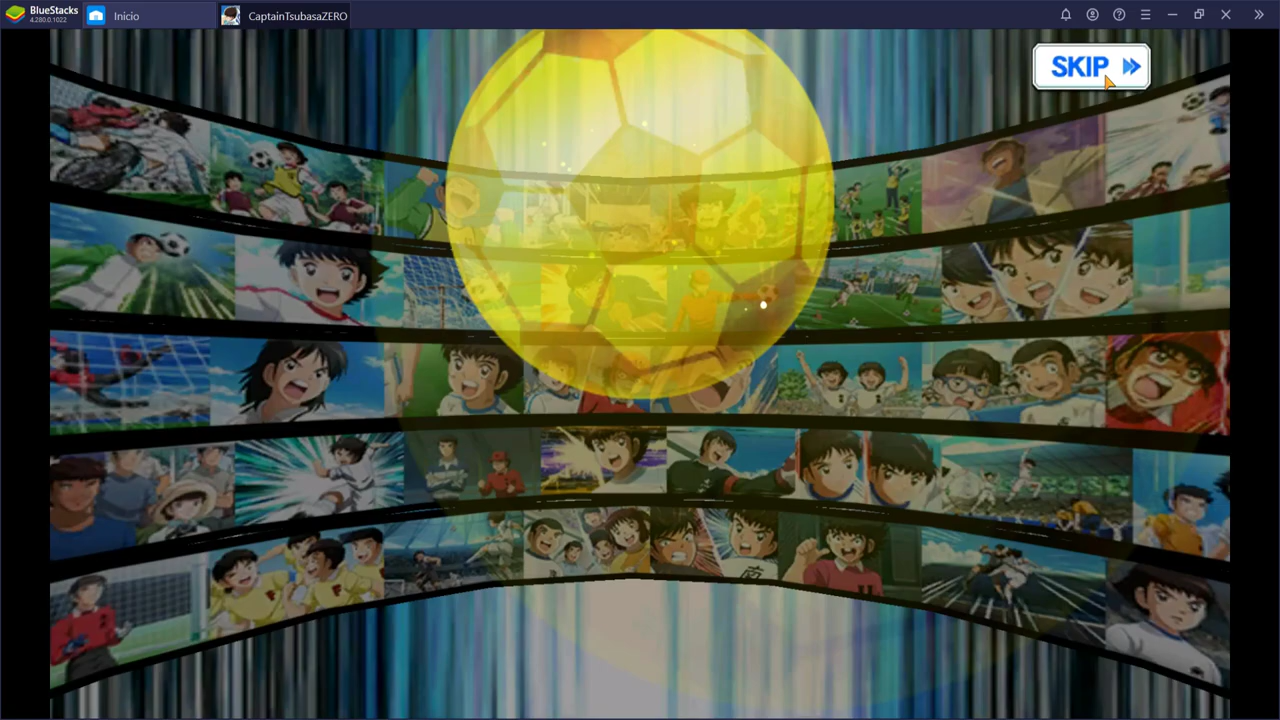 BlueStacks
4.280.0.1022
Inicio
CaptainTsubasaZERO
SKIP